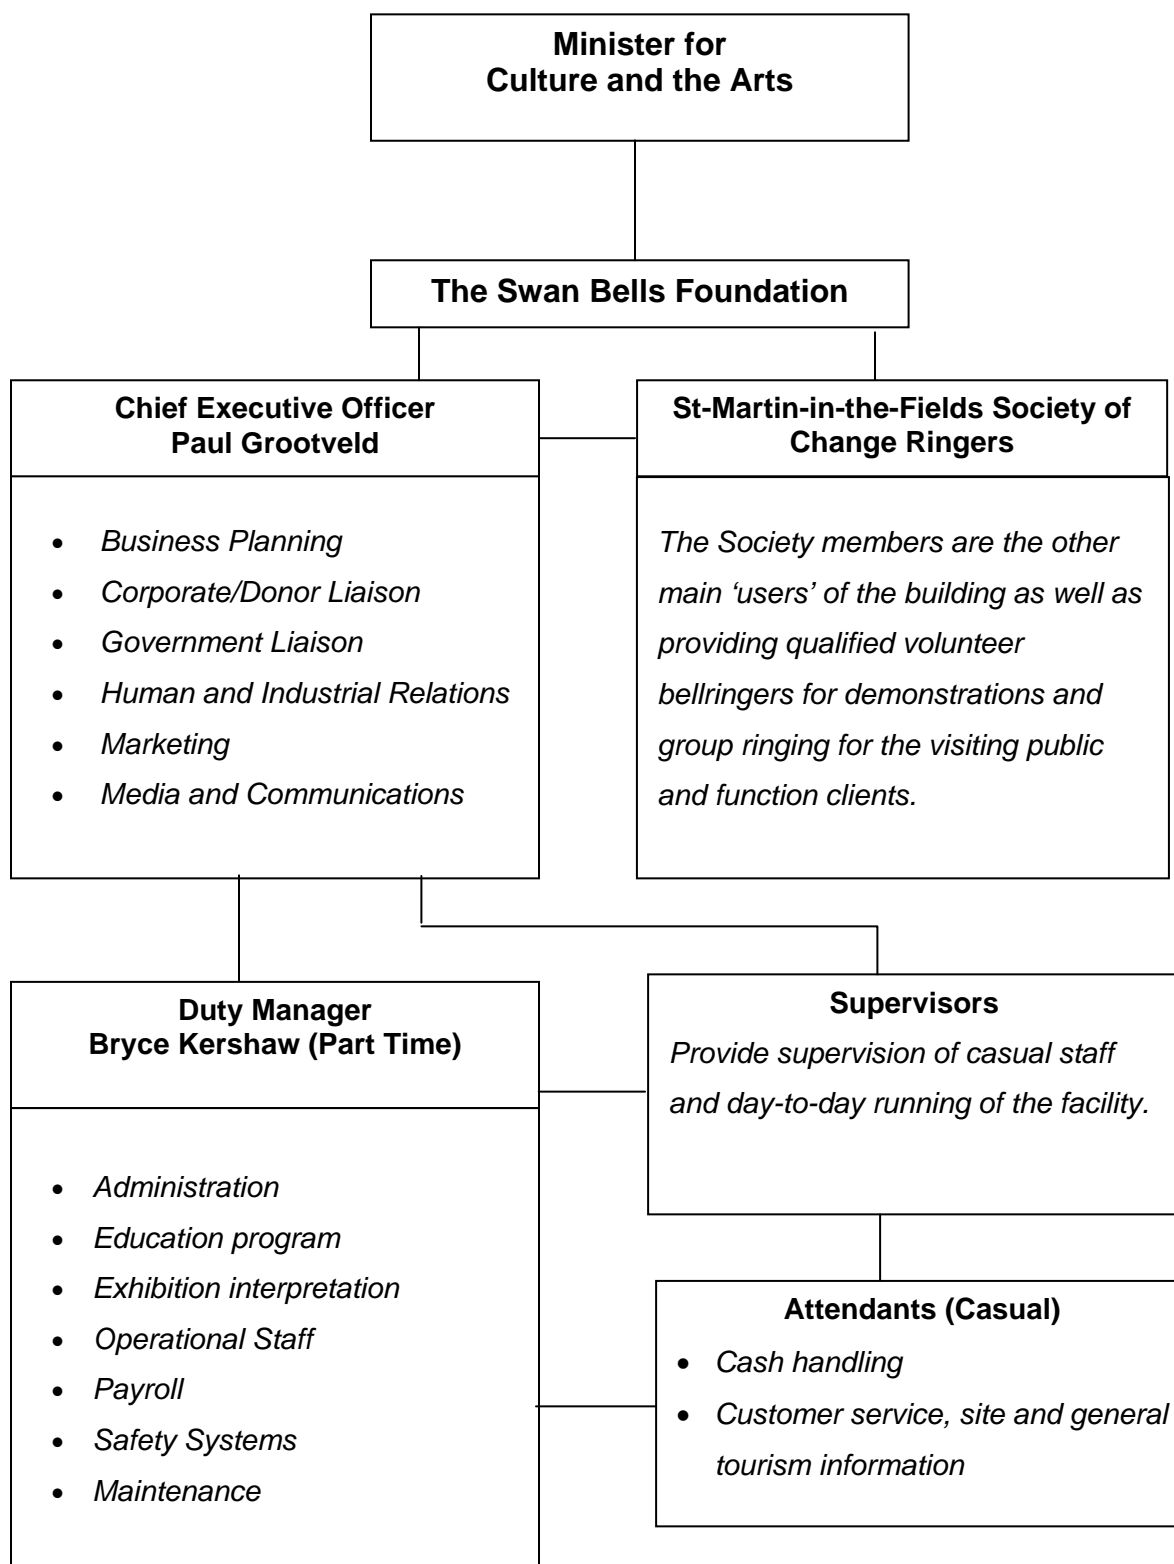 Minister for
Culture and the Arts
The Swan Bells Foundation
Chief Executive Officer
Paul Grootveld
• Business Planning
• Corporate/Donor Liaison
• Government Liaison
• Human and Industrial Relations
• Marketing
• Media and Communications
St-Martin-in-the-Fields Society of
Change Ringers
The Society members are the other
main ‘users’ of the building as well as
providing qualified volunteer
bellringers for demonstrations and
group ringing for the visiting public
and function clients.
Duty Manager
Bryce Kershaw (Part Time)
• Administration
• Education program
• Exhibition interpretation
• Operational Staff
• Payroll
• Safety Systems
• Maintenance
Supervisors
Provide supervision of casual staff
and day-to-day running of the facility.
Attendants (Casual)
• Cash handling
• Customer service, site and general
tourism information